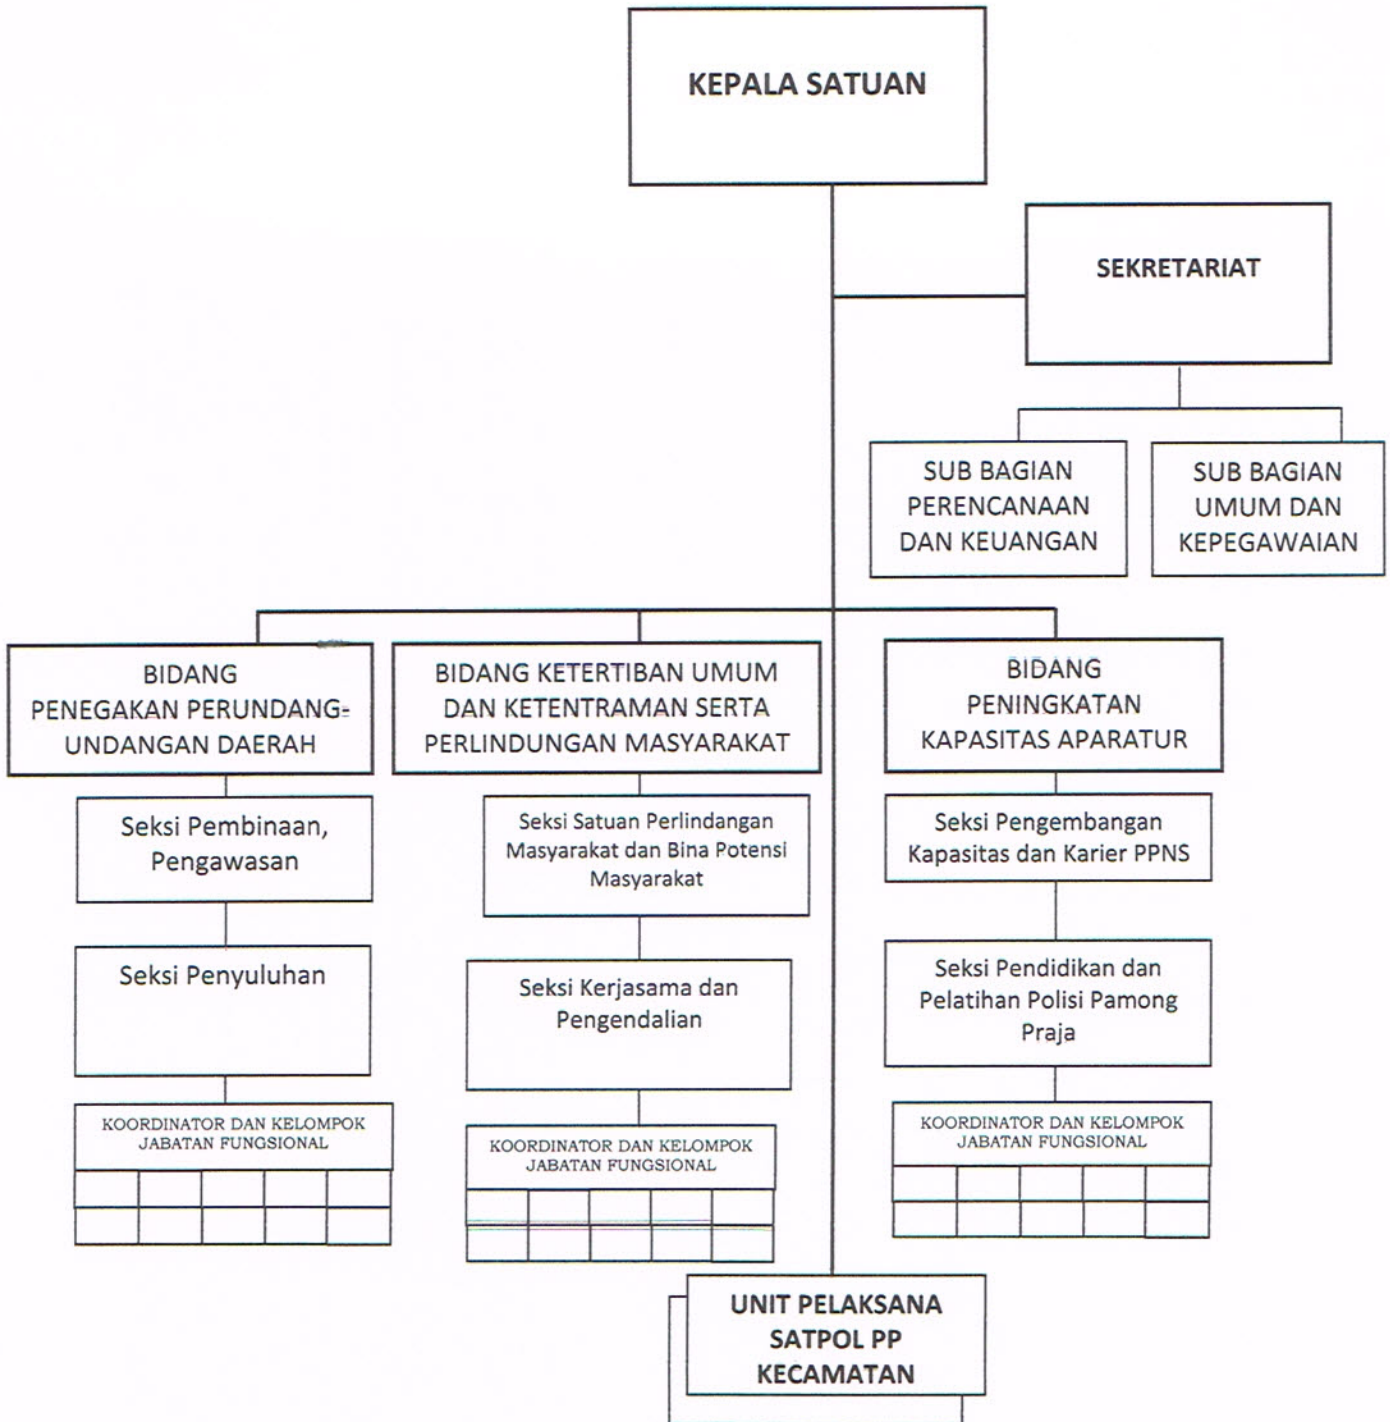 KEPALA SATUAN
SEKRETARIAT
SUB BAGIAN
PERENCANAAN
DAN KEUANGAN
SUB BAGIAN
UMUM DAN
KEPEGAWAIAN
BIDANG
PENEGAKAN PERUNDANG-
UNDANGAN DAERAH
BIDANG KETERTIBAN UMUM
DAN KETENTRAMAN SERTA
PERLINDUNGAN MASYARAKAT
BIDANG
PENINGKATAN
KAPASITAS APARATUR
Seksi Pembinaan,
Pengawasan
Seksi Satuan Perlindangan
Masyarakat dan Bina Potensi
Masyarakat
Seksi Pengembangan
Kapasitas dan Karier PPNS
Seksi Penyuluhan
Seksi Kerjasama dan
Pengendalian
Seksi Pendidikan dan
Pelatihan Polisi Pamong
Praja
KOORDINATOR DAN KELOMPOK
JABATAN FUNGSIONAL
KOORDINATOR DAN KELOMPOK
JABATAN FUNGSIONAL
KOORDINATOR DAN KELOMPOK
JABATAN FUNGSIONAL
UNIT PELAKSANA
SATPOL PP
KECAMATAN